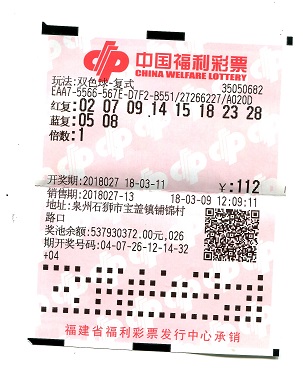 中国福利彩票
CHINA WELFARE LOTTERY
玩法:双色球-复式 35050682
EAA7-5566-567E-D7F2-B551/27266227/A020D
红复:02 07 09 14 15 18 23 28
蓝复:05 08
倍数:1
开奖期:2018027 18-03-11 ¥:112
销售期:2018027-13 18-03-09 12:09:11
地址:泉州石狮市宝盖镇铺锦村
路口
奖池余额:537930372.00元,026
期开奖号码:04-07-26-12-14-32
+04
福建省福利彩票发行中心承销